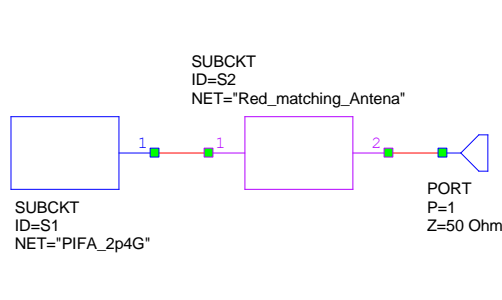 SUBCKT
ID=S2
NET="Red_matching_Antena"
1
1
2
SUBCKT
ID=S1
NET="PIFA_2p4G"
PORT
P=1
Z=50 Ohm